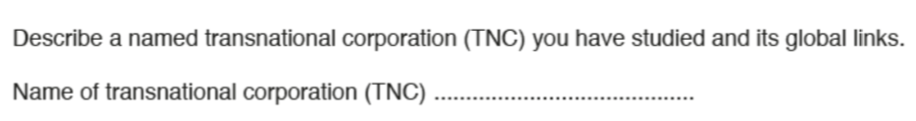 Describe a named transnational corporation (TNC) you have studied and its global links.
Name of transnational corporation (TNC) ........................................